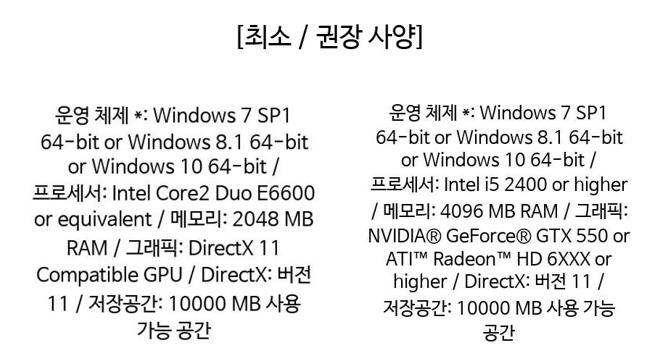 [최소 / 권장 사양]
운영 체제 *: Windows 7 SP1
64-bit or Windows 8.1 64-bit
or Windows 10 64-bit /
프로세서: Intel Core2 Duo E6600
or equivalent / 메모리: 2048 MB
RAM / 그래픽: DirectX 11
Compatible GPU / DirectX: 버전
11 / 저장공간: 10000 MB 사용
가능 공간
운영 체제 *: Windows 7 SP1
64-bit or Windows 8.1 64-bit
or Windows 10 64-bit /
프로세서: Intel i5 2400 or higher
/ 메모리: 4096 MB RAM / 그래픽:
NVIDIA® GeForce® GTX 550 or
ATI™ Radeon™ HD 6XXX or
higher / DirectX: 버전 11 /
저장공간: 10000 MB 사용 가능
공간